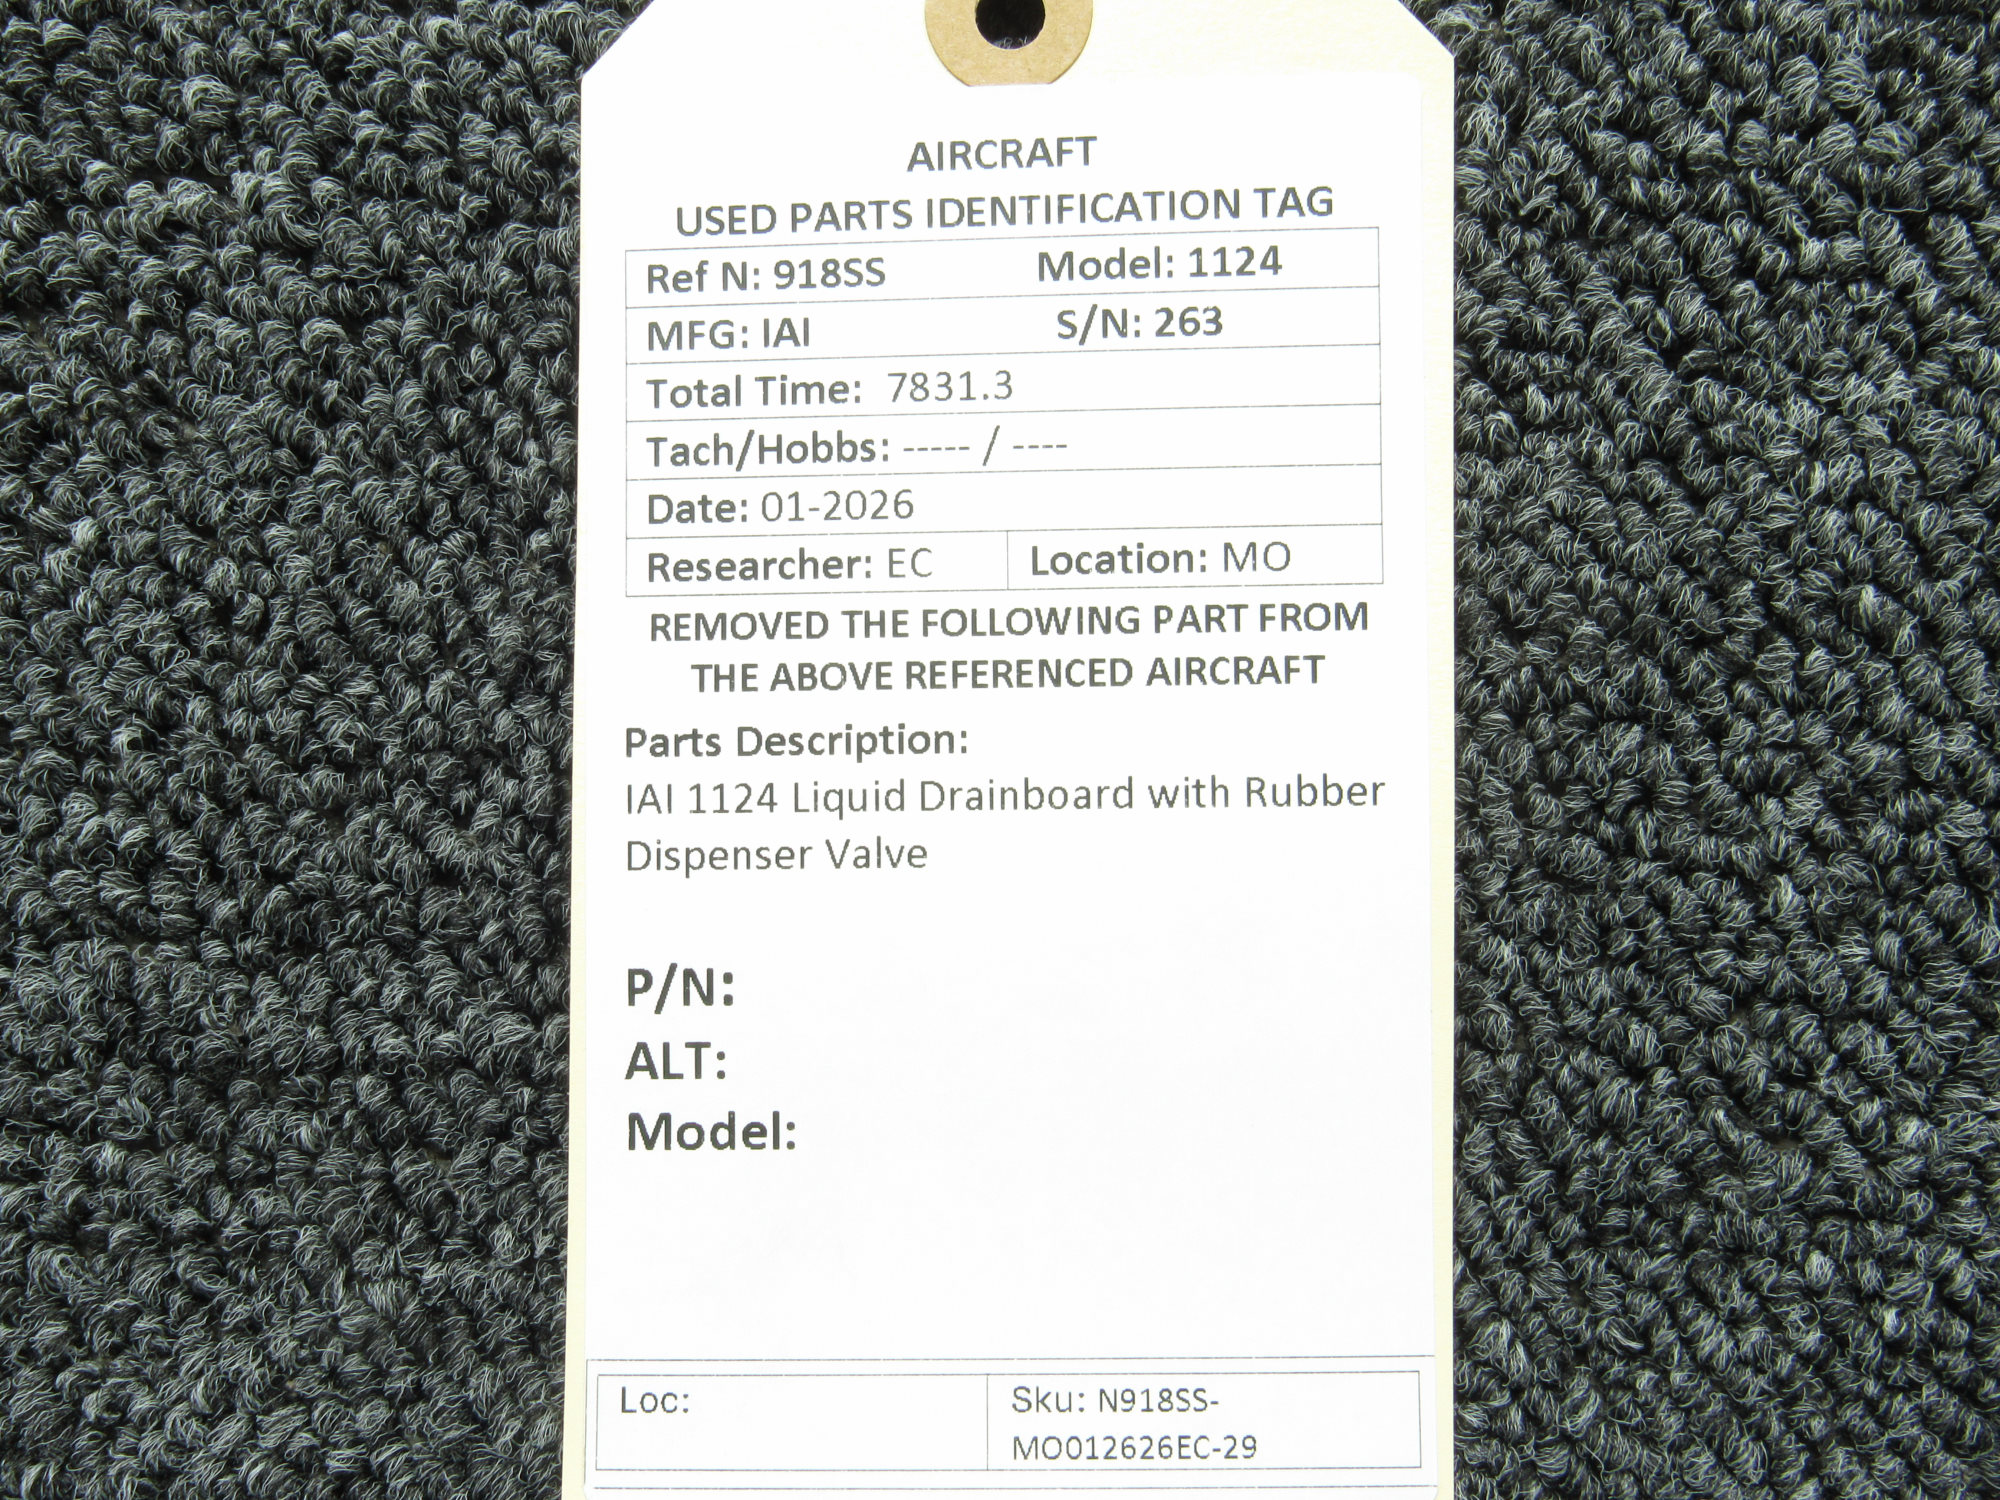 AIRCRAFT
USED PARTS IDENTIFICATION TAG
Ref N: 918SS Model: 1124
MFG: IAI S/N: 263
Total Time: 7831.3
Tach/Hobbs: ----- / ----
Date: 01-2026
Researcher: EC Location: MO
REMOVED THE FOLLOWING PART FROM
THE ABOVE REFERENCED AIRCRAFT
Parts Description:
IAI 1124 Liquid Drainboard with Rubber
Dispenser Valve
P/N:
ALT:
Model:
Loc:
Sku: N918SS-
MO012626EC-29